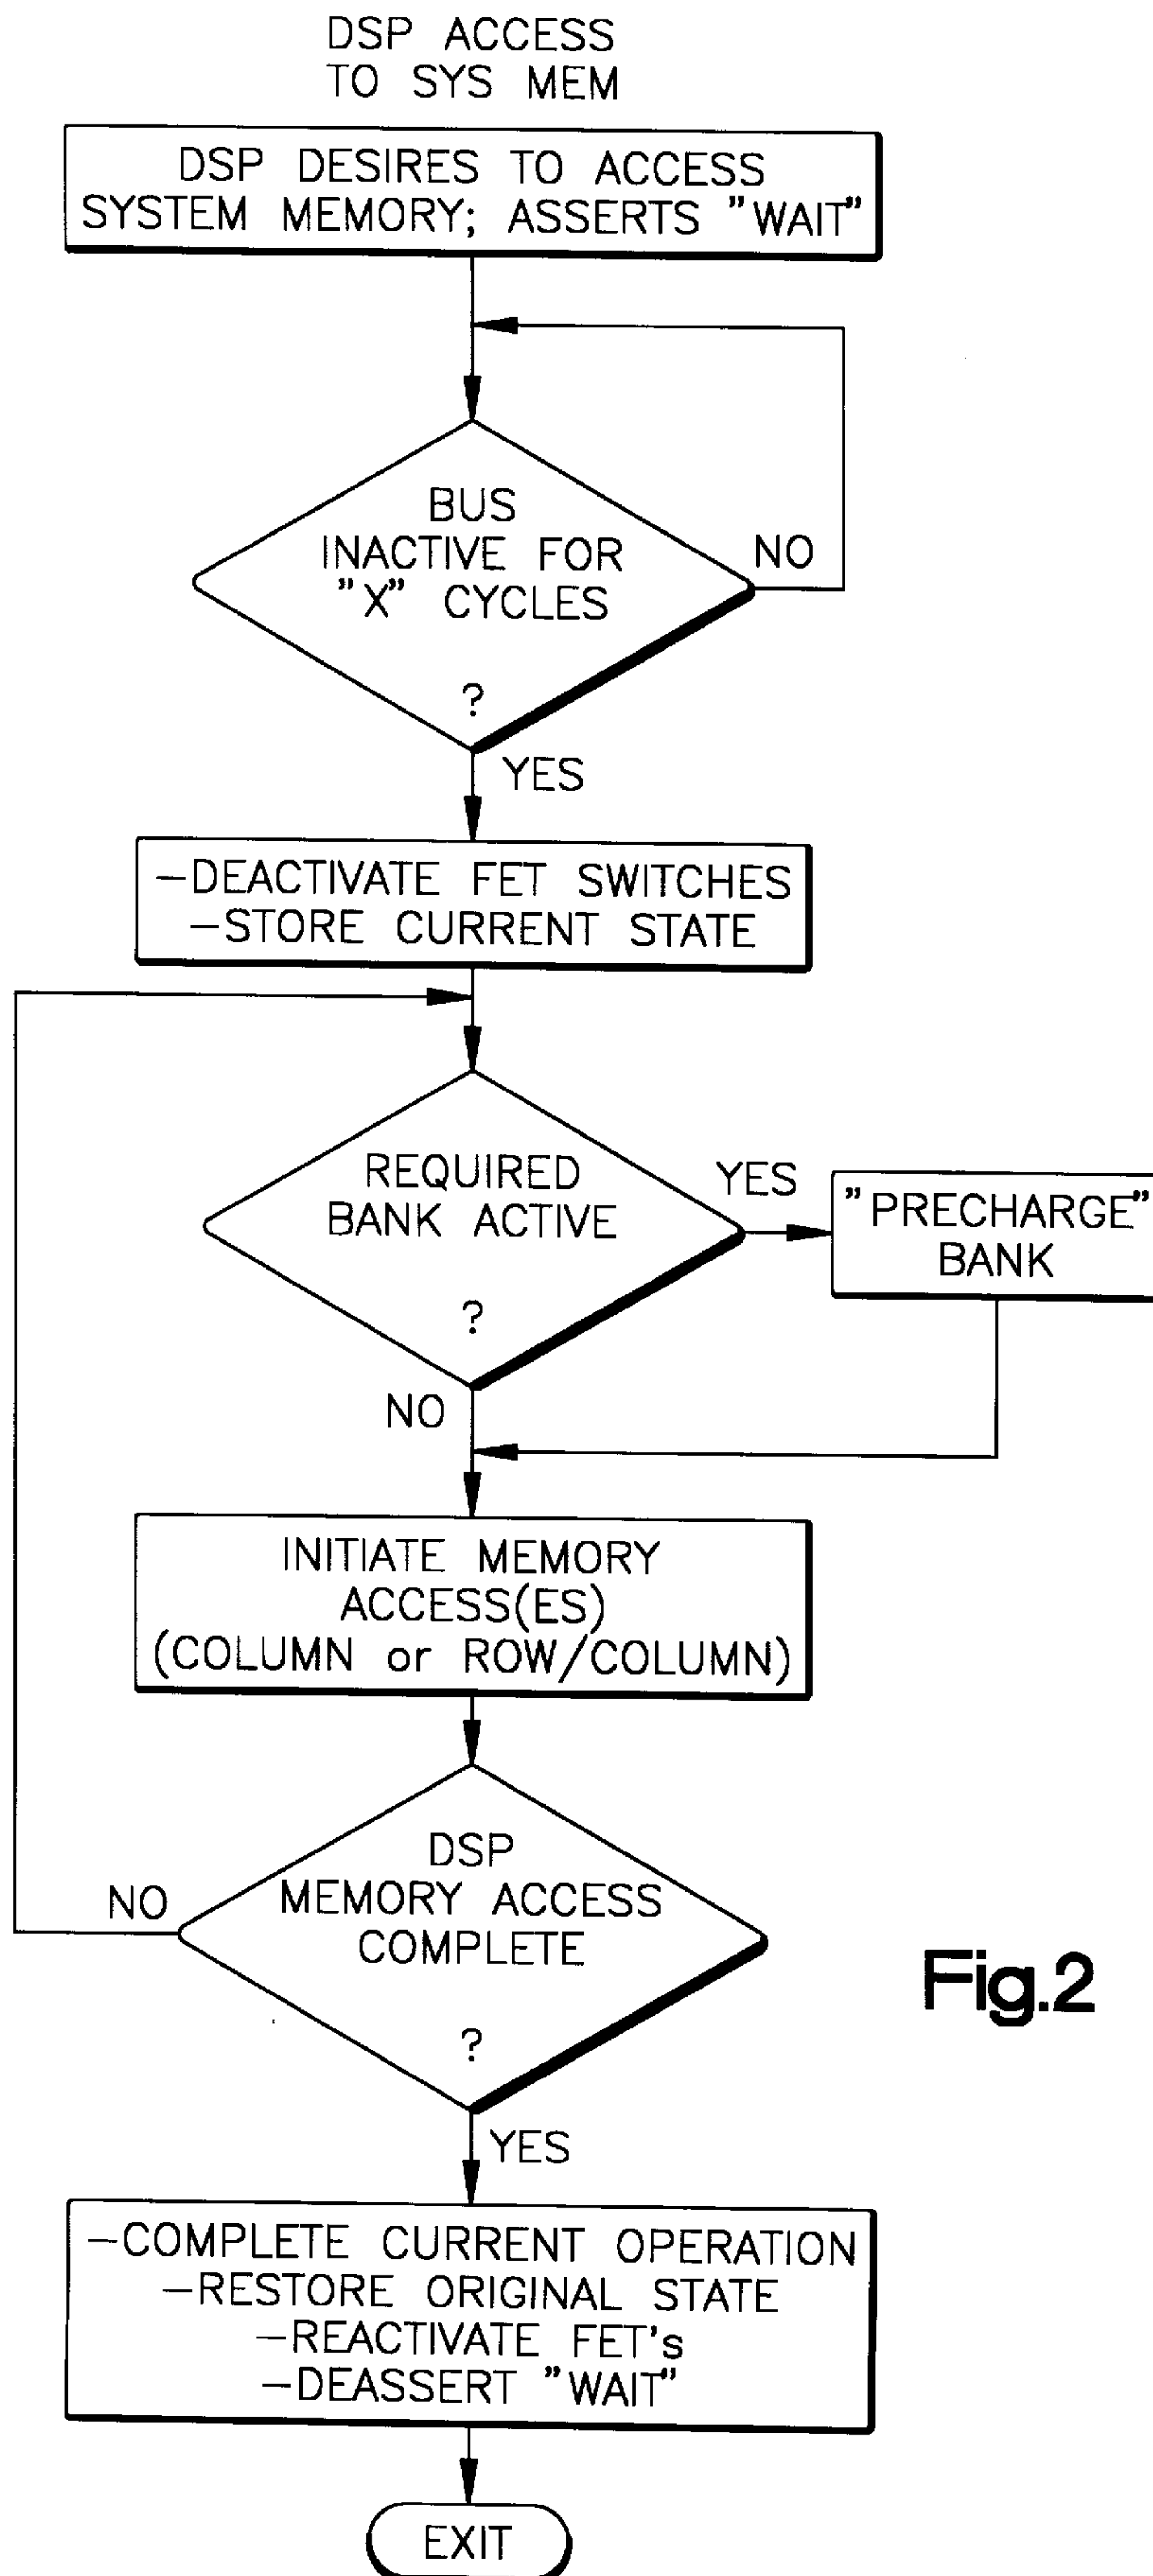 DSP ACCESS
TO SYS MEM
DSP DESIRES TO ACCESS
SYSTEM MEMORY; ASSERTS "WAIT"
BUS
INACTIVE FOR
"X" CYCLES
?
NO
YES
-DEACTIVATE FET SWITCHES
-STORE CURRENT STATE
REQUIRED
BANK ACTIVE
?
YES
"PRECHARGE"
BANK
NO
INITIATE MEMORY
ACCESS(ES)
(COLUMN or ROW/COLUMN)
DSP
MEMORY ACCESS
COMPLETE
?
NO
Fig.2
YES
-COMPLETE CURRENT OPERATION
-RESTORE ORIGINAL STATE
-REACTIVATE FET's
-DEASSERT "WAIT"
EXIT